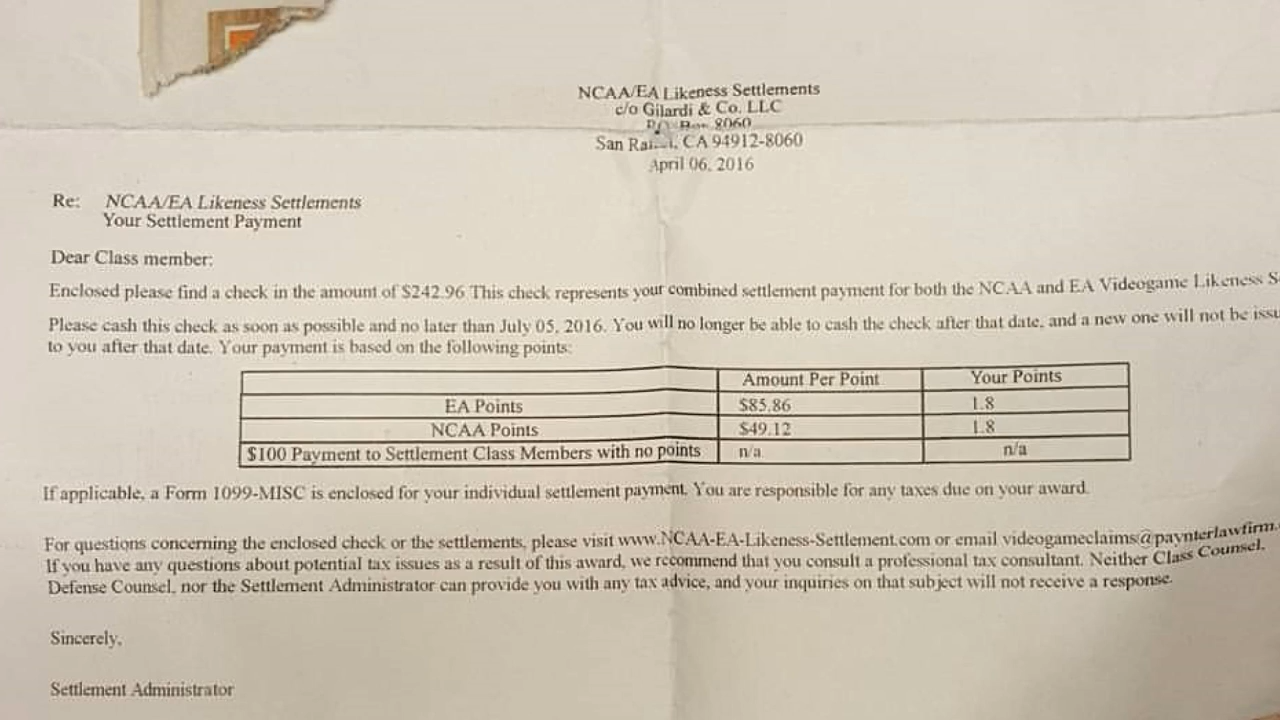 NCAA/EA Likeness Settlements
c/o Gilardi & Co. LLC
P.O. Box 8060
San CA 94912-8060
April 06, 2016
Re: NCAA/EA Likeness Settlements
Your Settlement Payment
Dear Class member:
Enclosed please find a check in the amount of $242.96 This check represents your combined settlement payment for both the NCAA and EA Videogame Likeness S
Please cash this check as soon as possible and no later than July 05, 2016. You will no longer be able to cash the check after that date, and a new one will not be issu
to you after that date. Your payment is based on the following points:
Amount Per Point Your Points
EA Points $85.86 1.8
NCAA Points $49.12 1.8
$100 Payment to Settlement Class Members with no points n/a n/a
If applicable, a Form 1099-MISC is enclosed for your individual settlement payment. You are responsible for any taxes due on your award.
For questions concerning the enclosed check or the settlements, please visit www.NCAA-EA-Likeness-Settlement.com or email videogameclaims@paynterlawfirm.
If you have any questions about potential tax issues as a result of this award, we recommend that you consult a professional tax consultant. Neither Class Counsel,
Defense Counsel, nor the Settlement Administrator can provide you with any tax advice, and your inquiries on that subject will not receive a response.
Sincerely,
Settlement Administrator